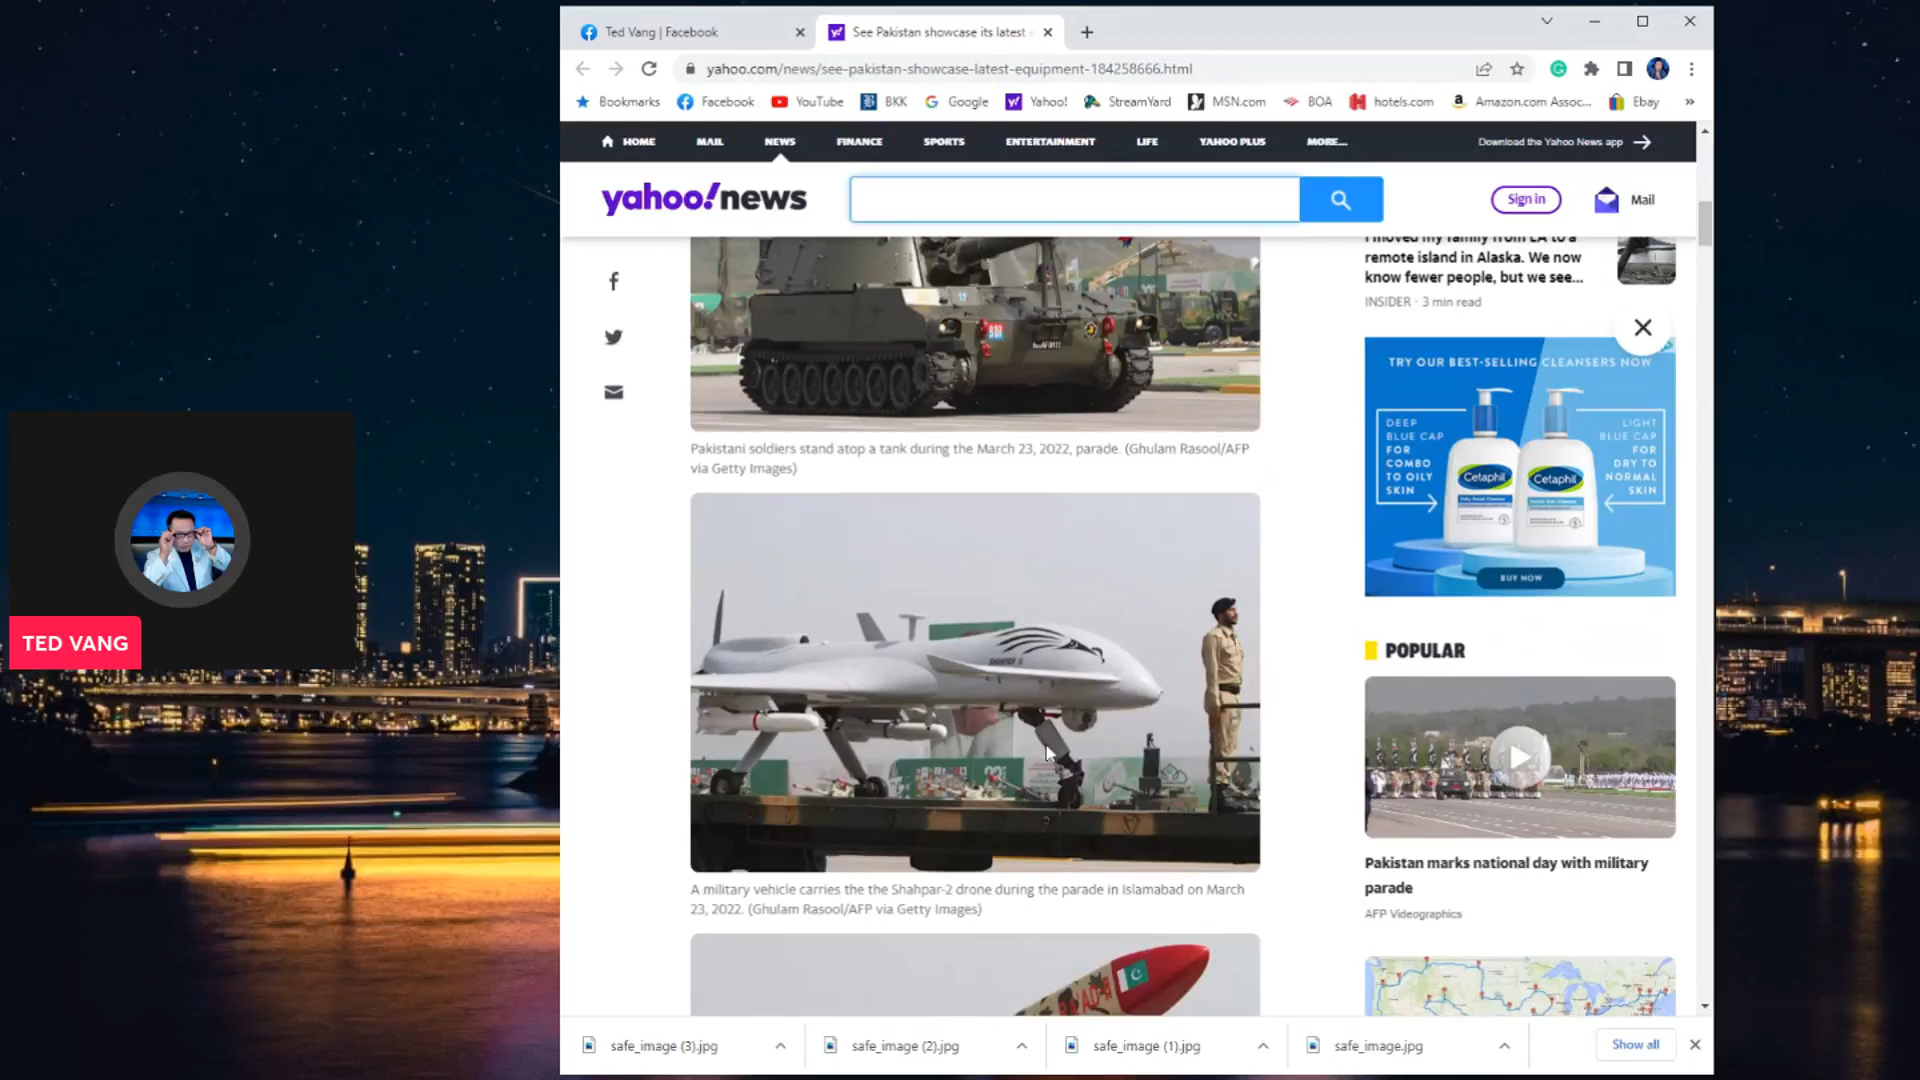 Ted Vang | Facebook
See Pakistan showcase its latest
yahoo.com/news/see-pakistan-showcase-latest-equipment-184258666.html
Bookmarks Facebook YouTube BKK Google Yahoo! StreamYard MSN.com BOA hotels.com Amazon.com Assoc... Ebay »
HOME MAIL NEWS FINANCE SPORTS ENTERTAINMENT LIFE YAHOO PLUS MORE...
Download the Yahoo News app
yahoo!news
Sign in
Mail
I moved my family from LA to a
remote island in Alaska. We now
know fewer people, but we see...
INSIDER · 3 min read
Pakistani soldiers stand atop a tank during the March 23, 2022, parade. (Ghulam Rasool/AFP
via Getty Images)
TRY OUR BEST-SELLING CLEANSERS NOW
DEEP
BLUE CAP
FOR
COMBO
TO OILY
SKIN
LIGHT
BLUE CAP
FOR
DRY TO
NORMAL
SKIN
Cetaphil
Cetaphil
BUY NOW
TED VANG
POPULAR
Pakistan marks national day with military
parade
AFP Videographics
A military vehicle carries the the Shahpar-2 drone during the parade in Islamabad on March
23, 2022. (Ghulam Rasool/AFP via Getty Images)
safe_image (3).jpg
safe_image (2).jpg
safe_image (1).jpg
safe_image.jpg
Show all